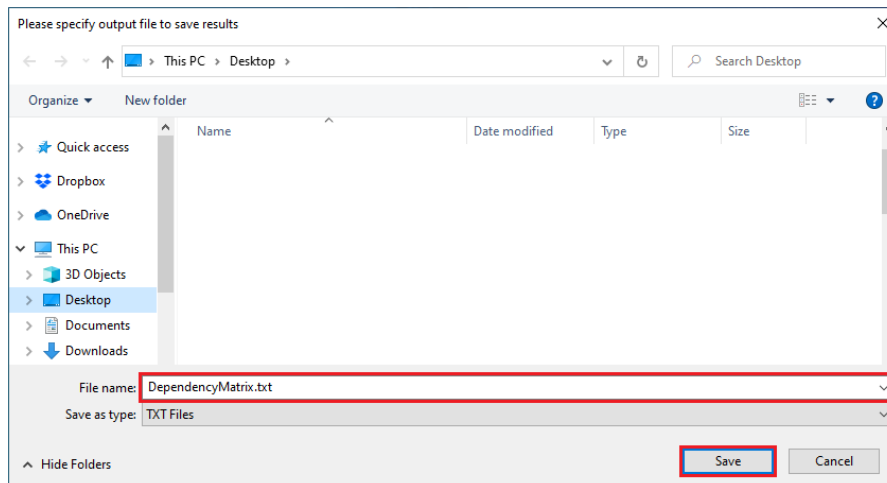 Please specify output file to save results
This PC > Desktop >
Search Desktop
Organize
New folder
Name
Date modified
Type
Size
Quick access
Dropbox
OneDrive
This PC
3D Objects
Desktop
Documents
Downloads
File name: DependencyMatrix.txt
Save as type: TXT Files
Hide Folders
Save
Cancel